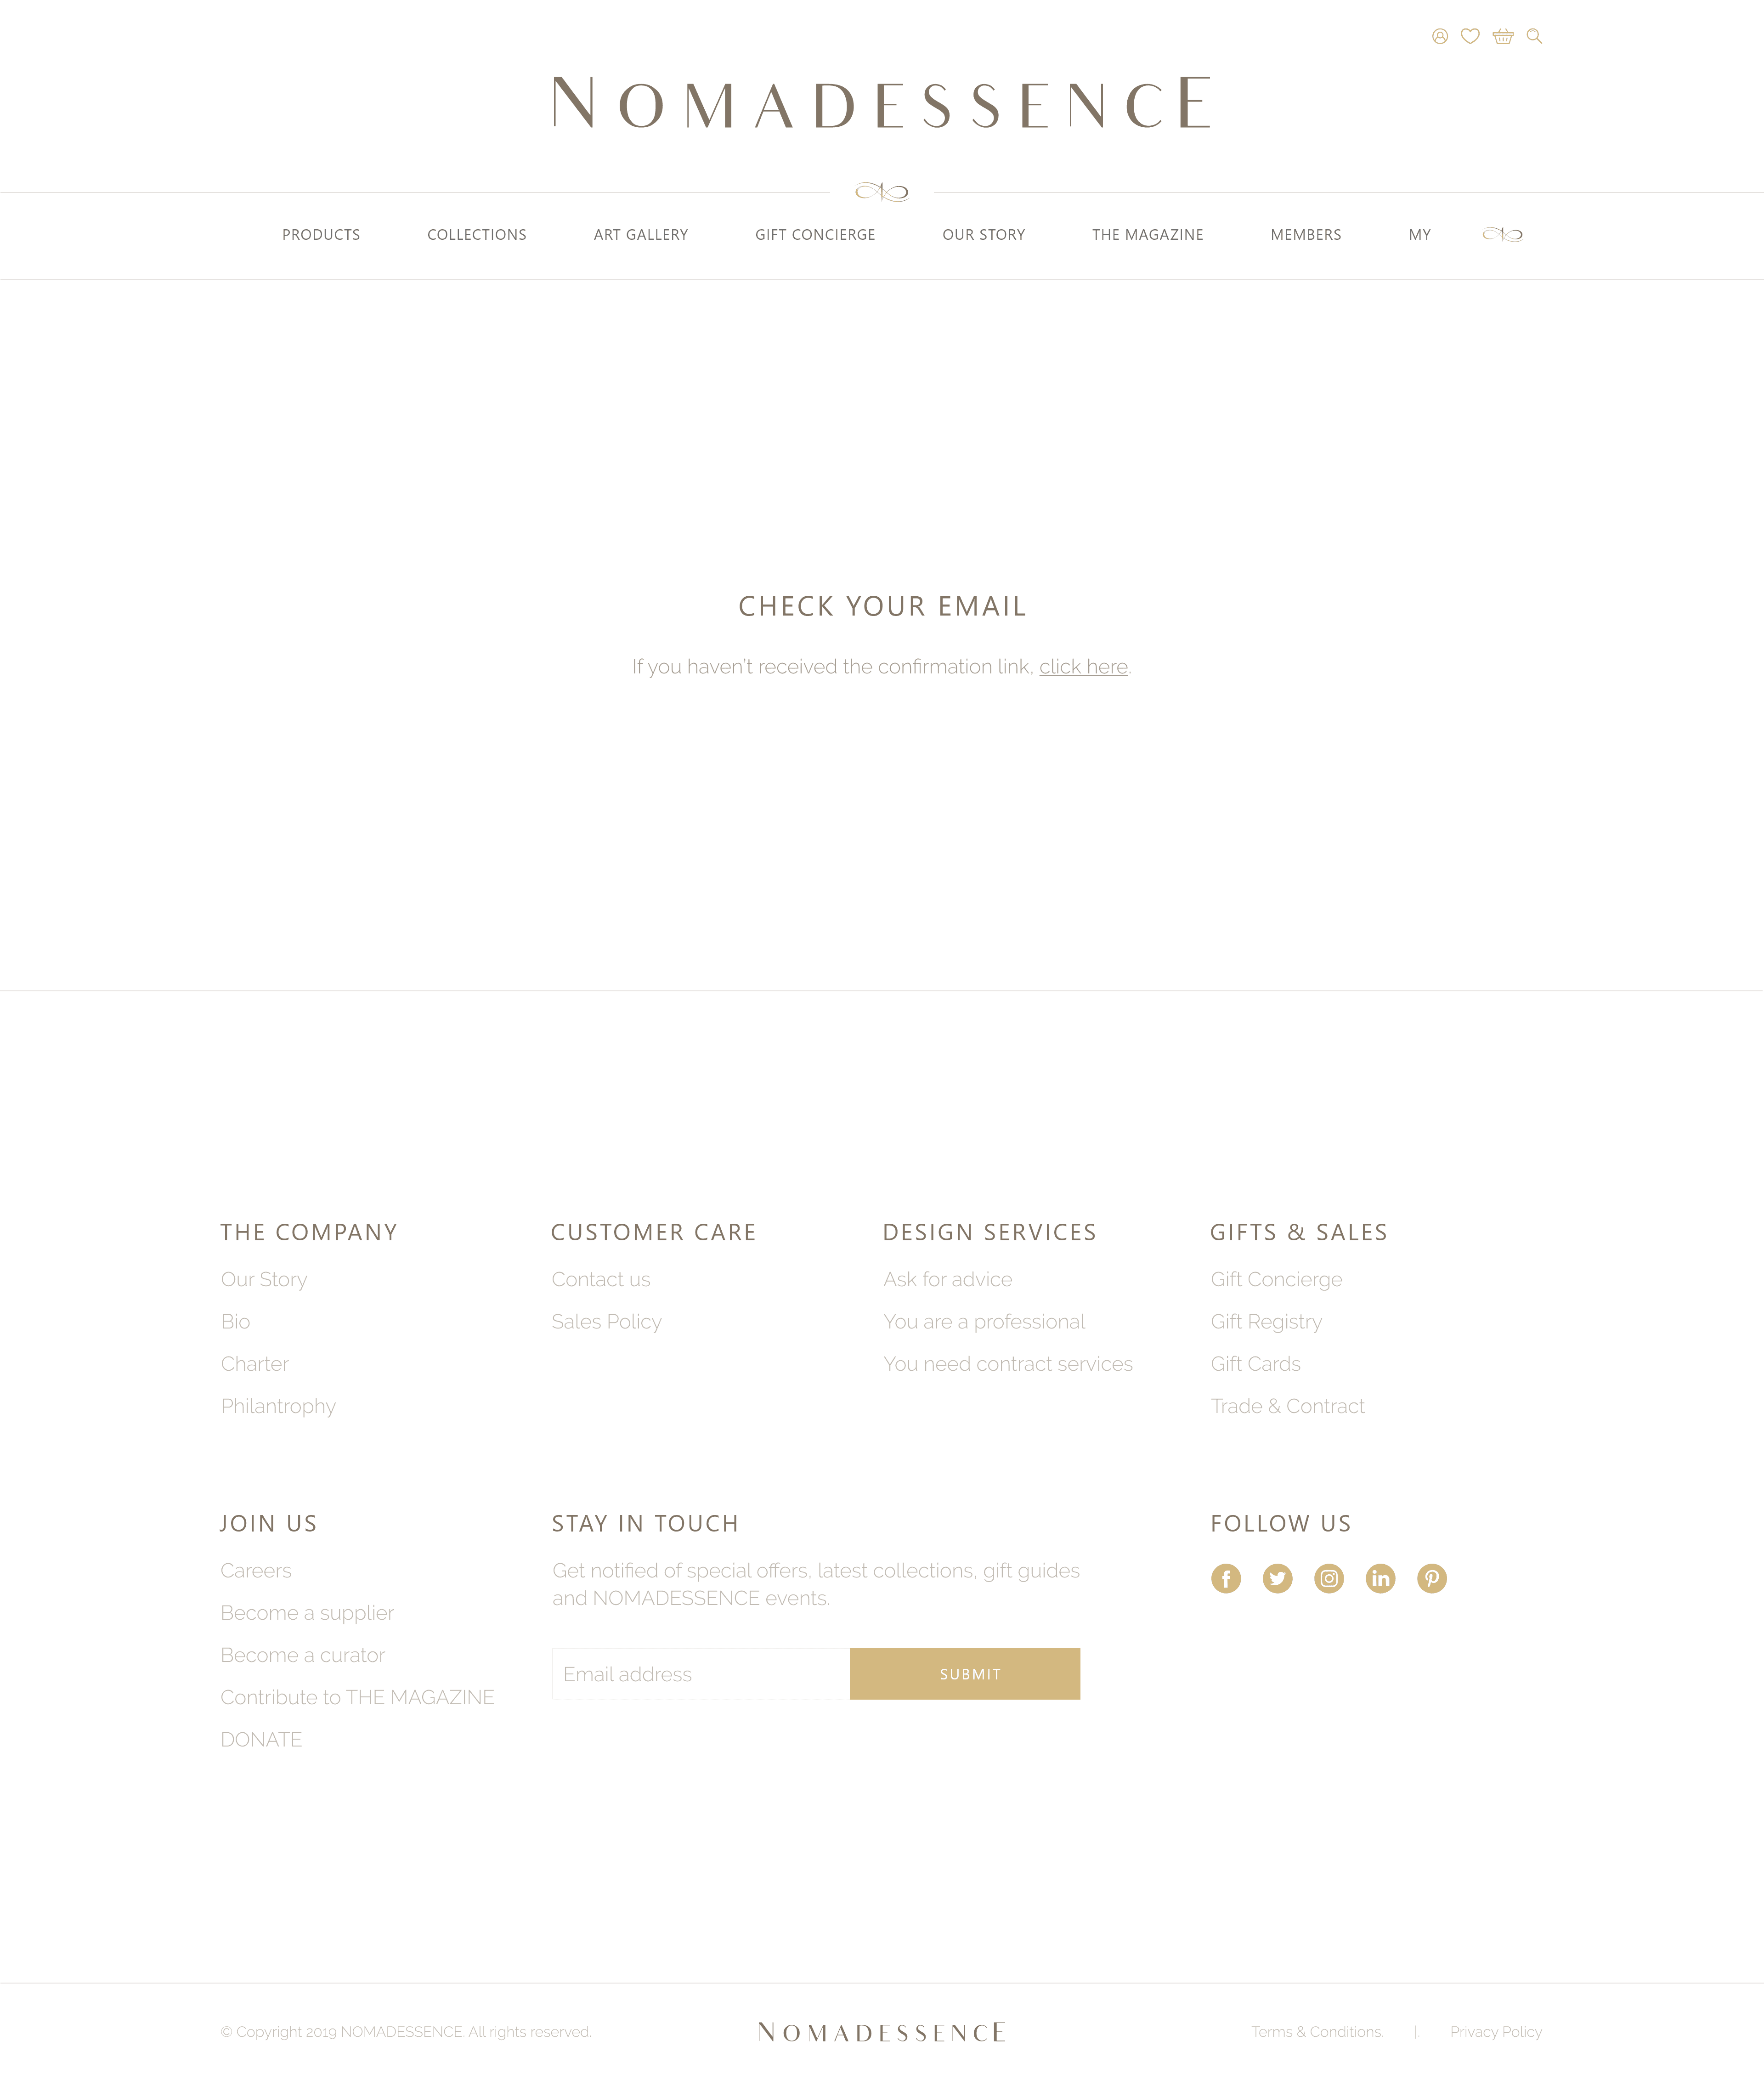 NOMADESSENCE
PRODUCTS COLLECTIONS ART GALLERY GIFT CONCIERGE OUR STORY THE MAGAZINE MEMBERS MY
CHECK YOUR EMAIL
If you haven't received the confirmation link, click here.
THE COMPANY
Our Story
Bio
Charter
Philantrophy
CUSTOMER CARE
Contact us
Sales Policy
DESIGN SERVICES
Ask for advice
You are a professional
You need contract services
GIFTS & SALES
Gift Concierge
Gift Registry
Gift Cards
Trade & Contract
JOIN US
Careers
Become a supplier
Become a curator
Contribute to THE MAGAZINE
DONATE
STAY IN TOUCH
Get notified of special offers, latest collections, gift guides
and NOMADESSENCE events.
Email address SUBMIT
FOLLOW US
© Copyright 2019 NOMADESSENCE. All rights reserved. NOMADESSENCE Terms & Conditions. |. Privacy Policy